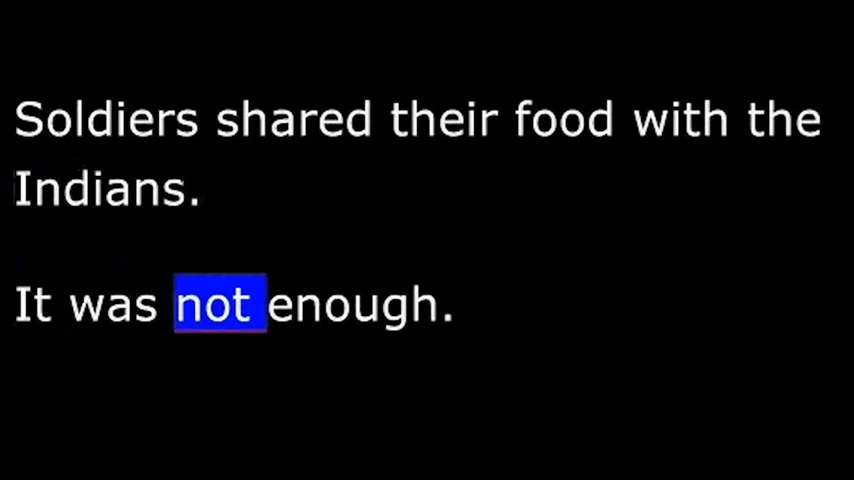 Soldiers shared their food with the
Indians.
It was not enough.